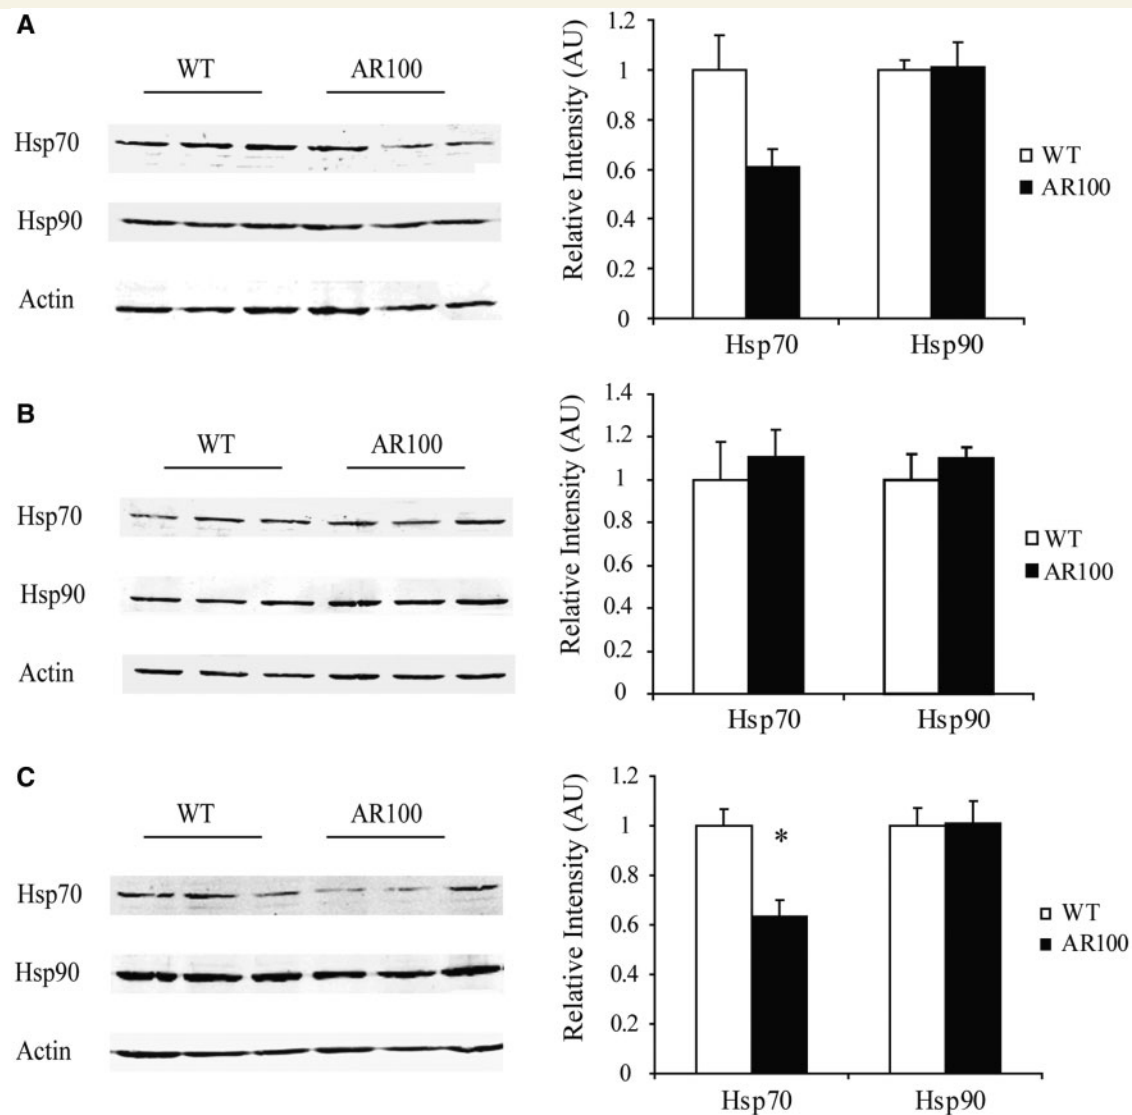 A
WT AR100
Hsp70
Hsp90
Actin
Relative Intensity (AU)
1.2
1
0.8
0.6
0.4
0.2
0
Hsp70 Hsp90
WT
AR100
B
WT AR100
Hsp70
Hsp90
Actin
Relative Intensity (AU)
1.4
1.2
1
0.8
0.6
0.4
0.2
0
Hsp70 Hsp90
WT
AR100
C
WT AR100
Hsp70
Hsp90
Actin
Relative Intensity (AU)
1.2
1
0.8
0.6
0.4
0.2
0
*
Hsp70 Hsp90
WT
AR100